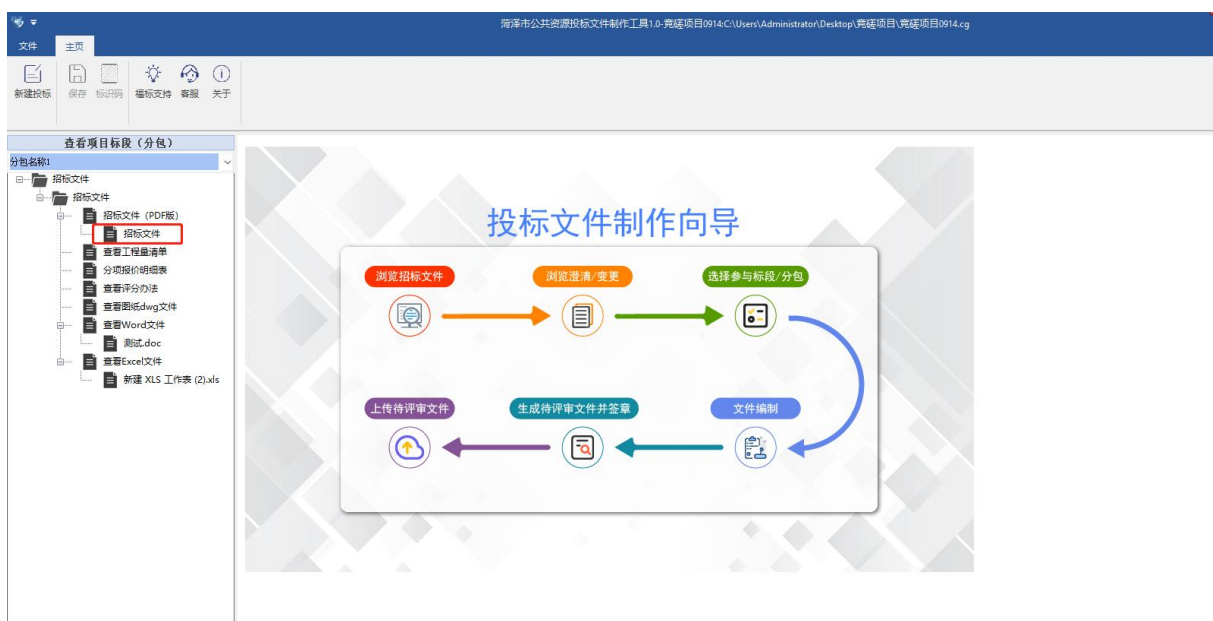 菏泽市公共资源投标文件制作工具1.0-竞磋项目0914:C:\Users\Administrator\Desktop\竞磋项目\竞磋项目0914.cg
文件 主页
新建投标 保存 标识码 福标支持 客服 关于
查看项目标段（分包）
分包名称1
招标文件
招标文件
招标文件（PDF版）
招标文件
查看工程量清单
分项报价明细表
查看评分办法
查看图纸dwg文件
查看Word文件
测试.doc
查看Excel文件
新建 XLS 工作表 (2).xls
投标文件制作向导
浏览招标文件 浏览澄清/变更 选择参与标段/分包
上传待评审文件 生成待评审文件并签章 文件编制